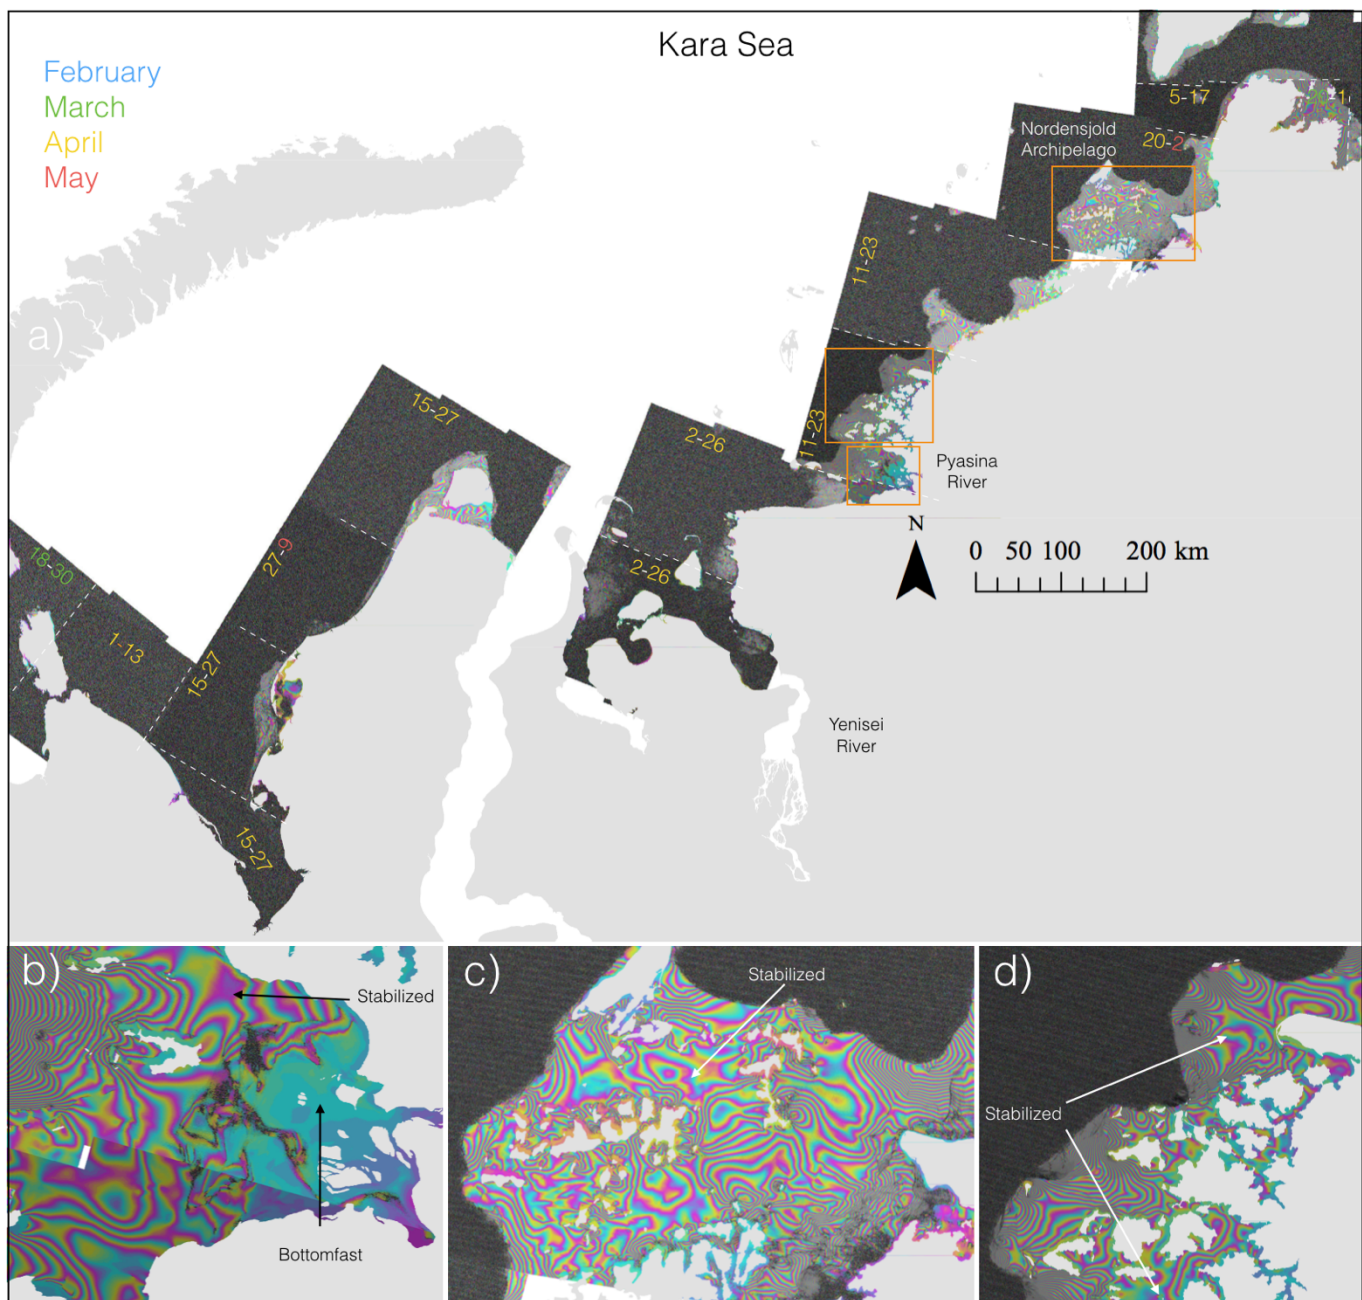 Kara Sea
February
March
April
May
a)
5-17
26-1
Nordensjold
Archipelago
20-2
11-23
11-23
Pyasina
River
N
0 50 100 200 km
15-27
2-26
2-26
27-9
18-30
1-13
15-27
15-27
Yenisei
River
b)
Stabilized
Bottomfast
c)
Stabilized
d)
Stabilized